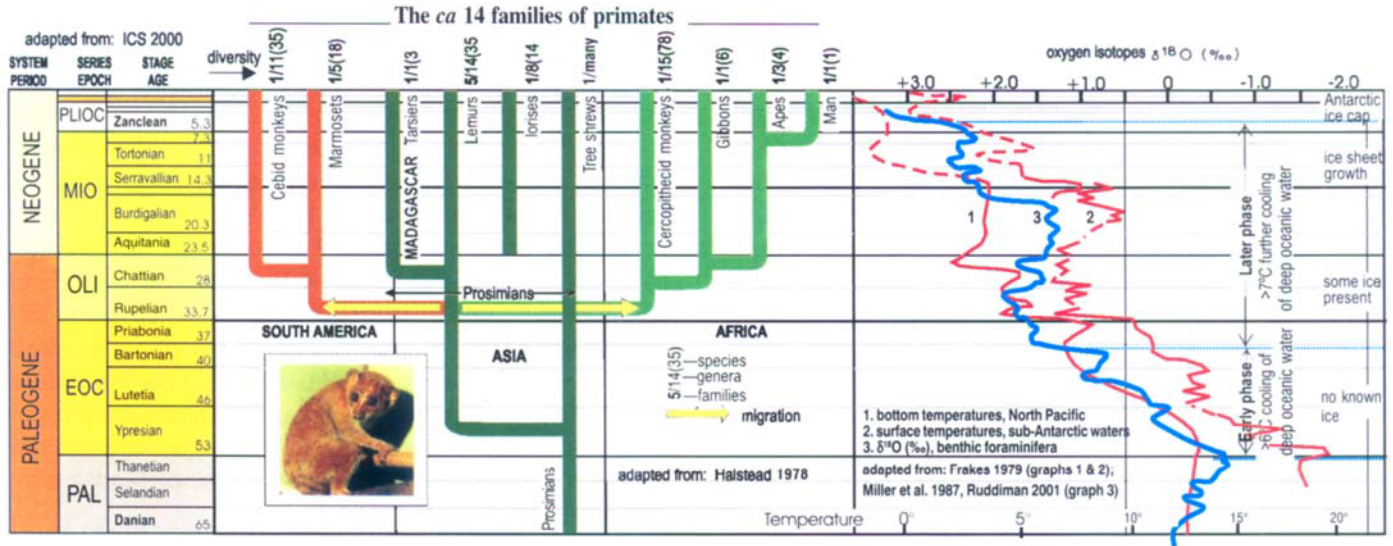 The ca 14 families of primates
adapted from: ICS 2000
SYSTEM PERIOD
SERIES EPOCH
STAGE AGE
diversity
1/11(35)
1/5(18)
1/1(3
5/14(35
1/8(14
1/many
1/15(78)
1/1(6)
1/3(4)
1/1(1)
oxygen isotopes δ¹⁸O (‰)
+3.0 +2.0 +1.0 0 -1.0 -2.0
NEOGENE
PALEOGENE
PLIOC
MIO
OLI
EOC
PAL
Zanclean 5.3
7.3
Tortonian 11
Serravallian 14.3
Burdigalian 20.3
Aquitania 23.5
Chattian 28
Rupelian 33.7
Priabonia 37
Bartonian 40
Lutetia 46
Ypresian 53
Thanetian
Selandian
Danian 65
Cebid monkeys
Marmosets
MADAGASCAR Tarsiers
Lemurs
lorises
Tree shrews
Cercopithecid monkeys
Gibbons
Apes
Man
Prosimians
SOUTH AMERICA
ASIA
AFRICA
Prosimians
5/14(35)
—species
—genera
—families
migration
adapted from: Halstead 1978
1
3
2
1. bottom temperatures, North Pacific
2. surface temperatures, sub-Antarctic waters
3. δ¹⁸O (‰), benthic foraminifera
adapted from: Frakes 1979 (graphs 1 & 2);
Miller et al. 1987, Ruddiman 2001 (graph 3)
Later phase
>7°C further cooling
of deep oceanic water
Early phase
>6°C cooling of
deep oceanic water
Antarctic
ice cap
ice sheet
growth
some ice
present
no known
ice
Temperature 0° 5° 10° 15° 20°